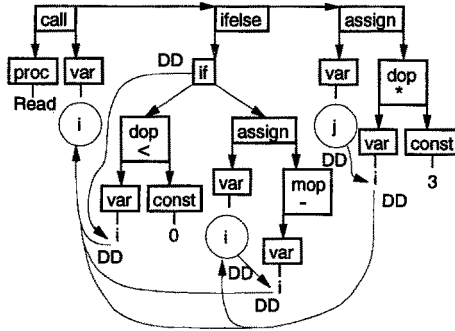 call ifelse assign
DD
proc var if var dop
*
Read
i dop
< assign j
var mop
-
DD var const
var const i
DD
3
i 0 i var
DD DD i
DD